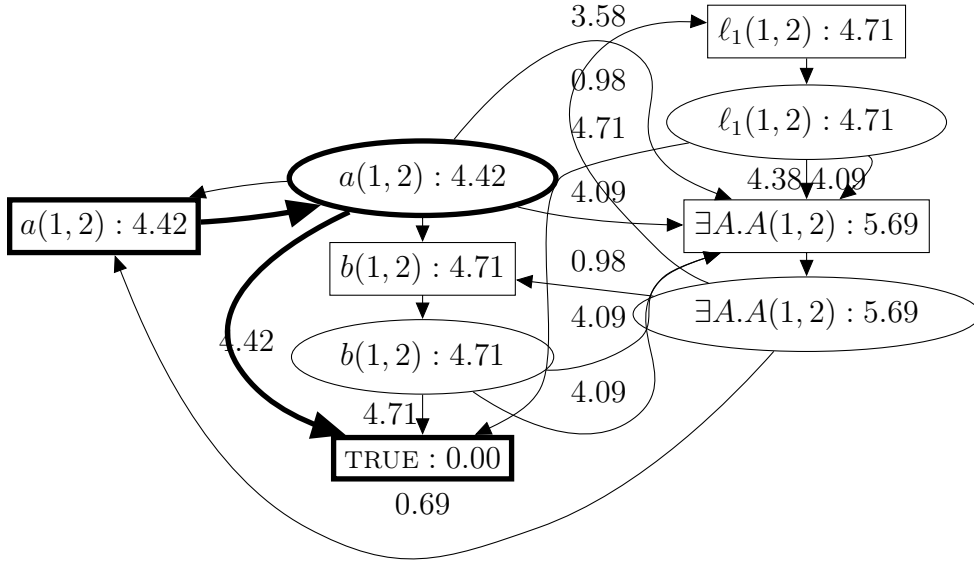 3.58
ℓ₁(1, 2) : 4.71
0.98
ℓ₁(1, 2) : 4.71
4.71
a(1, 2) : 4.42
4.38 4.09
4.09
a(1, 2) : 4.42
∃A.A(1, 2) : 5.69
b(1, 2) : 4.71
0.98
∃A.A(1, 2) : 5.69
4.09
4.42
b(1, 2) : 4.71
4.09
4.71
TRUE : 0.00
0.69